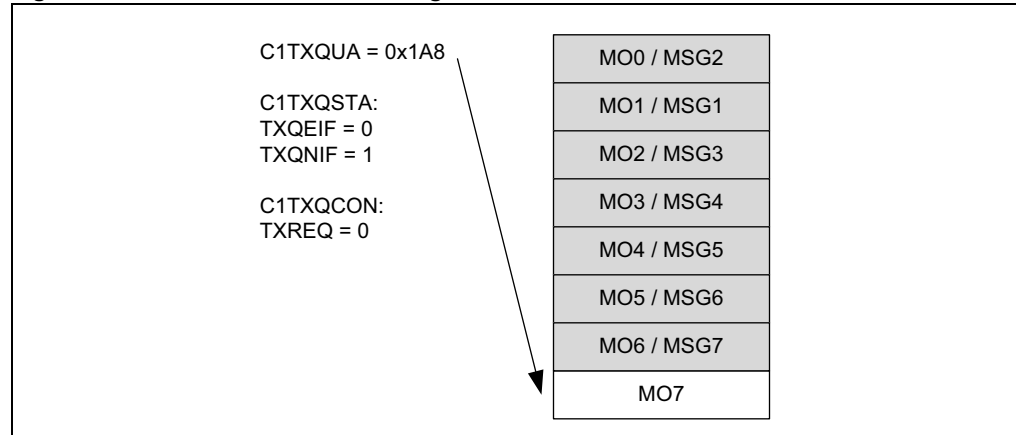 C1TXQUA = 0x1A8
C1TXQSTA:
TXQEIF = 0
TXQNIF = 1
C1TXQCON:
TXREQ = 0
MO0 / MSG2
MO1 / MSG1
MO2 / MSG3
MO3 / MSG4
MO4 / MSG5
MO5 / MSG6
MO6 / MSG7
MO7